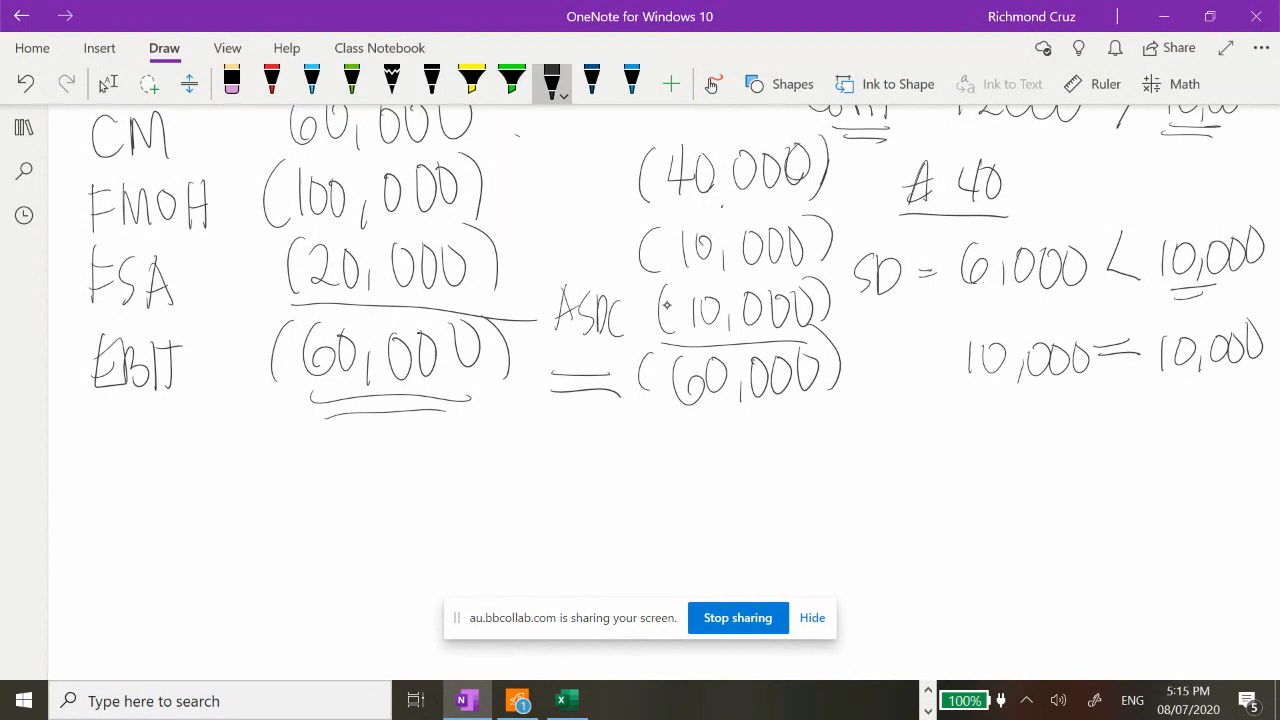 OneNote for Windows 10
Richmond Cruz
Home Insert Draw View Help Class Notebook Share
Shapes Ink to Shape Ink to Text Ruler Math
CM 60,000
FMOH (100,000) (40,000) # 40
FSA (20,000) (10,000) SD = 6,000 < 10,000
ASDC (10,000)
EBIT (60,000) = (60,000) 10,000 = 10,000
au.bbcollab.com is sharing your screen. Stop sharing Hide
Type here to search
1
100% ENG 5:15 PM
08/07/2020 5